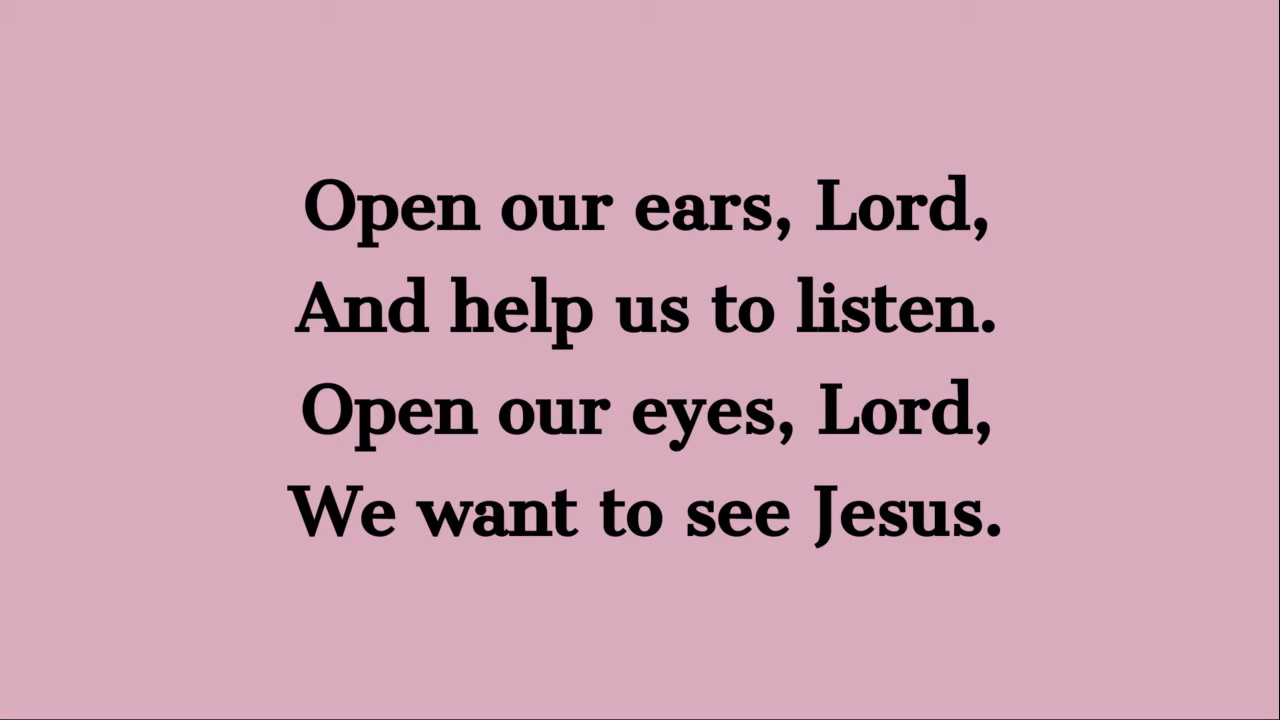 Open our ears, Lord,
And help us to listen.
Open our eyes, Lord,
We want to see Jesus.